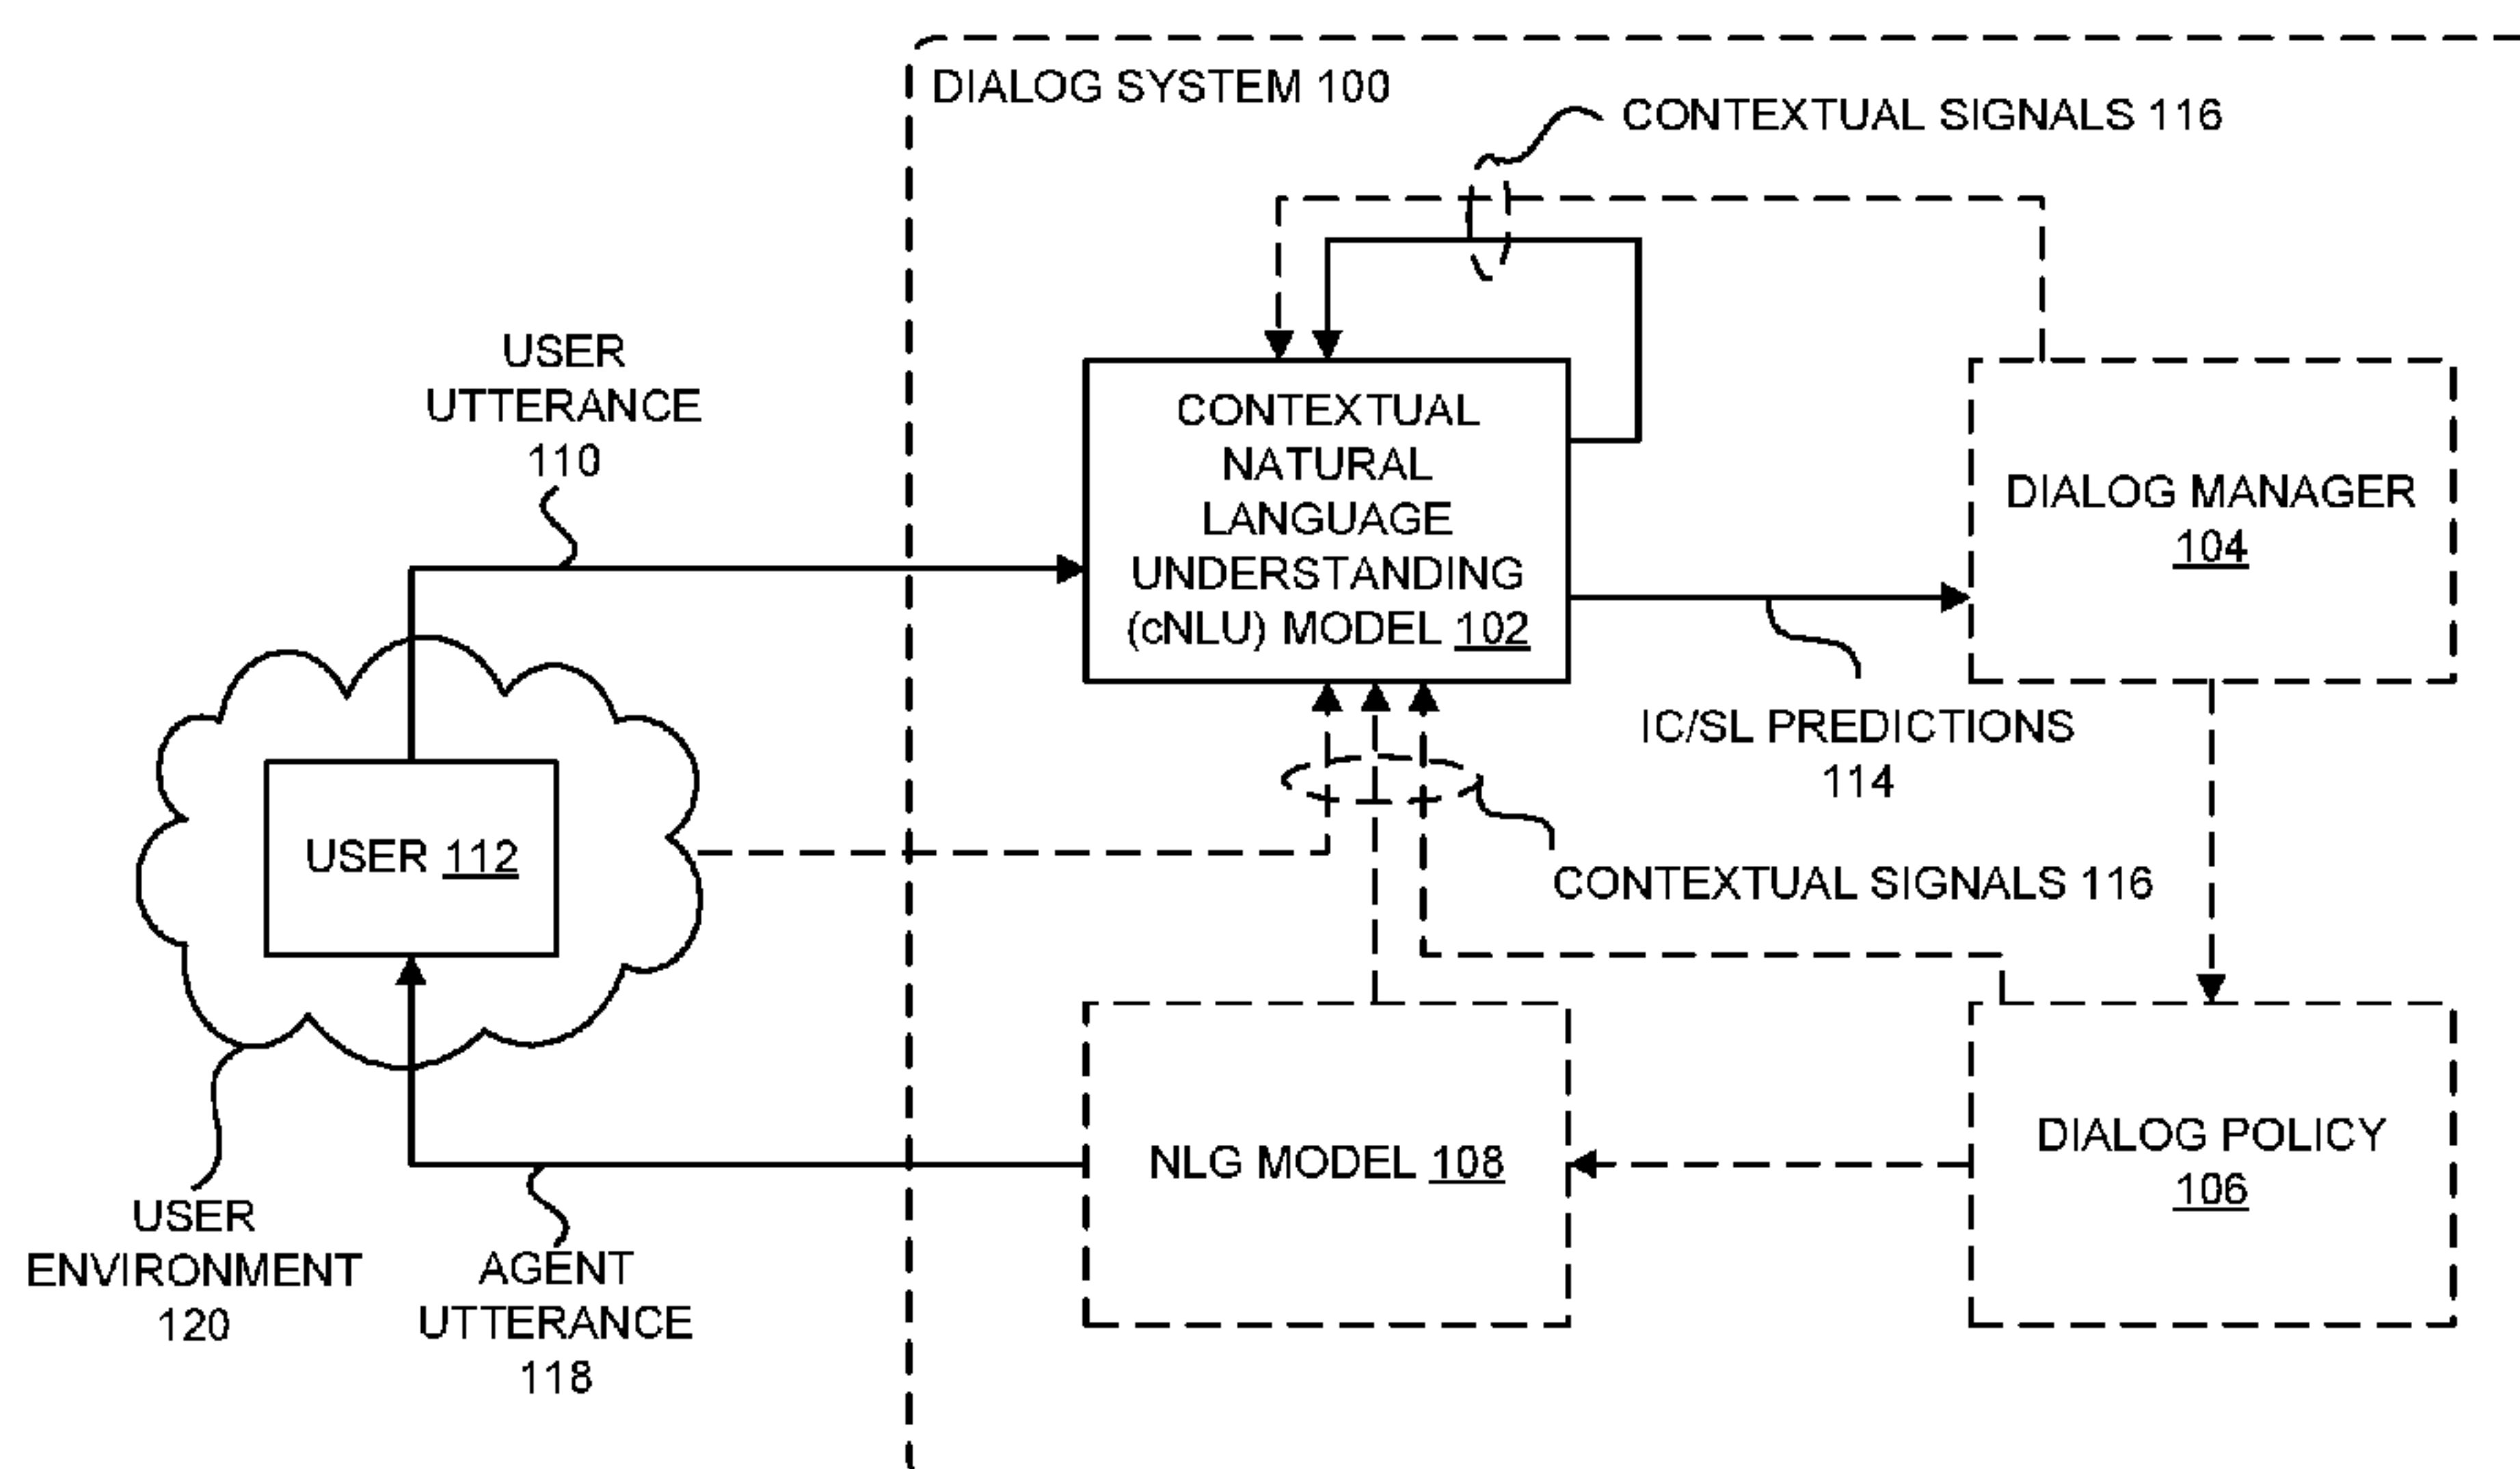 DIALOG SYSTEM 100
CONTEXTUAL SIGNALS 116
USER
UTTERANCE
110
CONTEXTUAL
NATURAL
LANGUAGE
UNDERSTANDING
(cNLU) MODEL 102
DIALOG MANAGER
104
IC/SL PREDICTIONS
114
USER 112
CONTEXTUAL SIGNALS 116
NLG MODEL 108
DIALOG POLICY
106
USER
ENVIRONMENT
120
AGENT
UTTERANCE
118